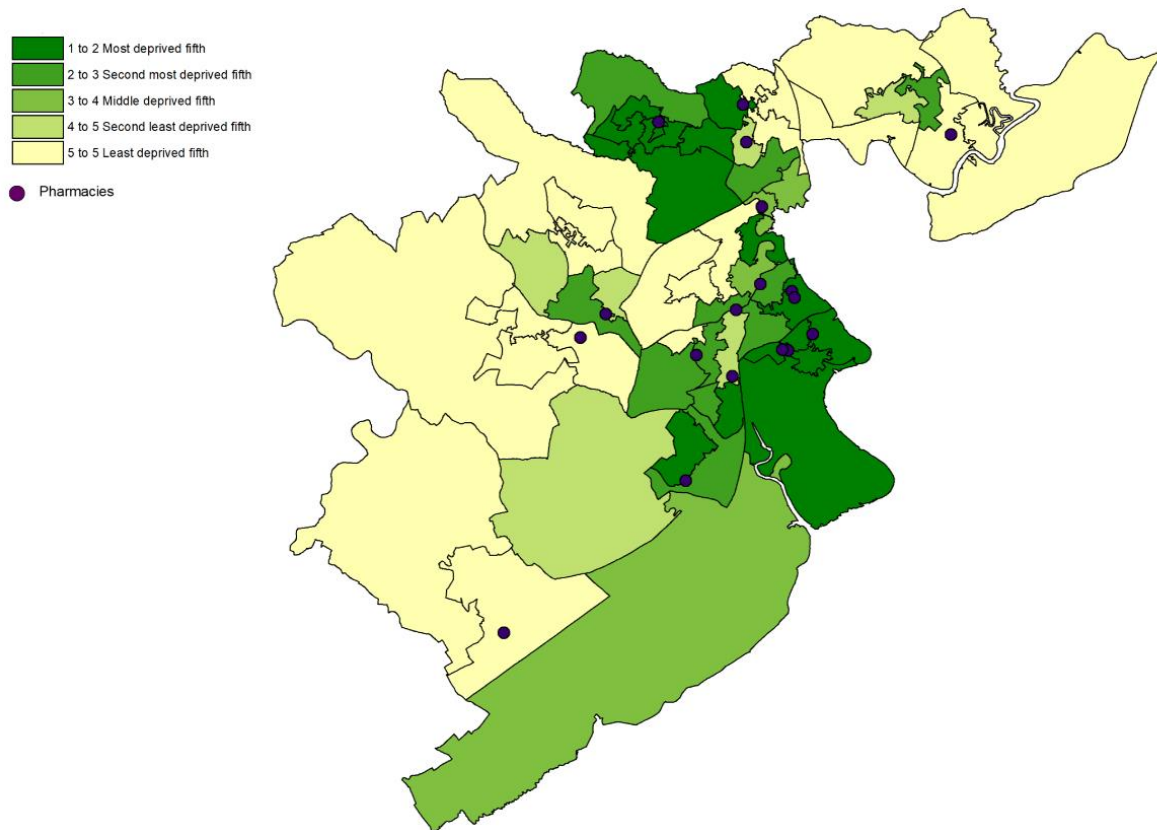 1 to 2 Most deprived fifth
2 to 3 Second most deprived fifth
3 to 4 Middle deprived fifth
4 to 5 Second least deprived fifth
5 to 5 Least deprived fifth
Pharmacies